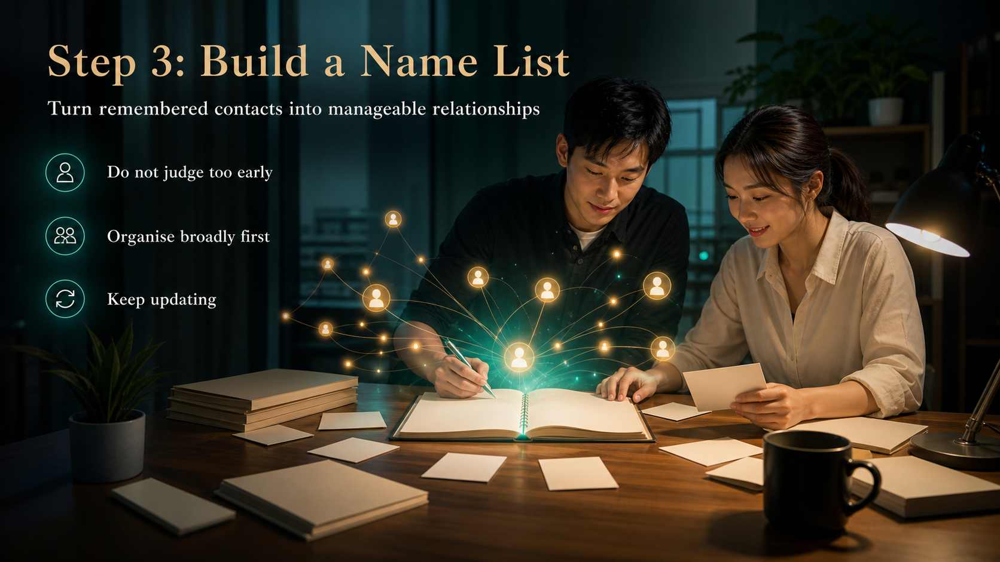 Step 3: Build a Name List
Turn remembered contacts into manageable relationships
Do not judge too early
Organise broadly first
Keep updating